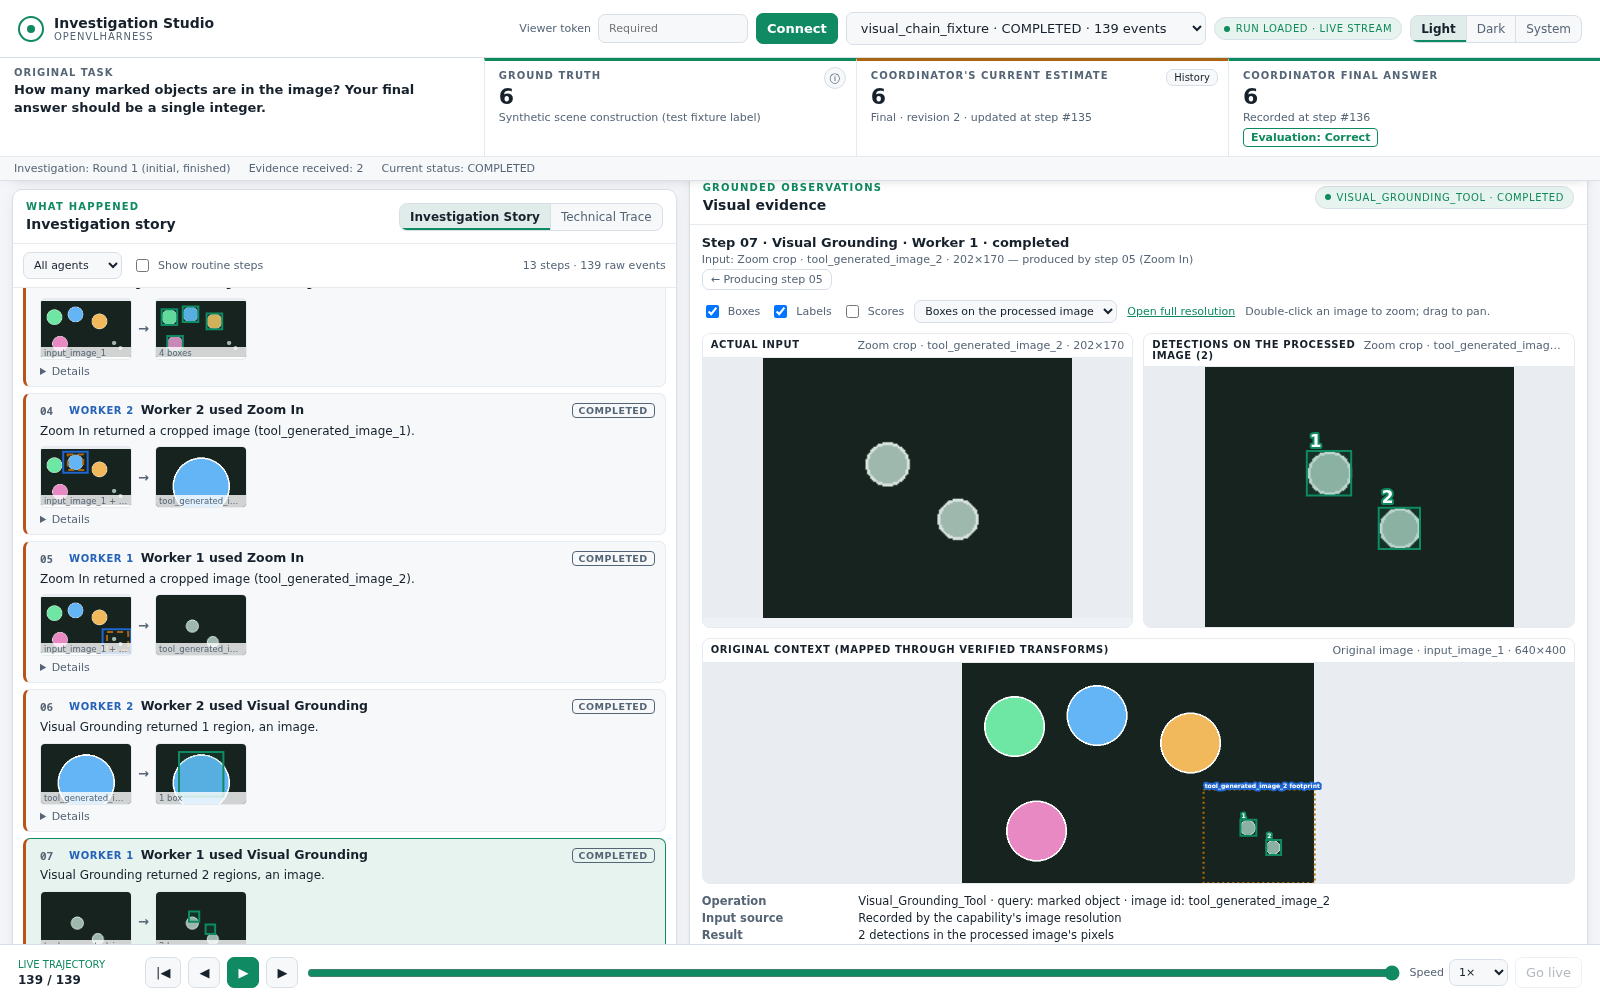 Investigation Studio
OPENVLHARNESS
Viewer token
Required
Connect
visual_chain_fixture · COMPLETED · 139 events
RUN LOADED · LIVE STREAM
Light
Dark
System
ORIGINAL TASK
How many marked objects are in the image? Your final
answer should be a single integer.
GROUND TRUTH
ⓘ
6
Synthetic scene construction (test fixture label)
COORDINATOR'S CURRENT ESTIMATE
History
6
Final · revision 2 · updated at step #135
COORDINATOR FINAL ANSWER
6
Recorded at step #136
Evaluation: Correct
Investigation: Round 1 (initial, finished)
Evidence received: 2
Current status: COMPLETED
WHAT HAPPENED
Investigation story
Investigation Story
Technical Trace
All agents
Show routine steps
13 steps · 139 raw events
input_image_1
→
4 boxes
Details
04 WORKER 2 Worker 2 used Zoom In
COMPLETED
Zoom In returned a cropped image (tool_generated_image_1).
input_image_1 + ...
→
tool_generated_i...
Details
05 WORKER 1 Worker 1 used Zoom In
COMPLETED
Zoom In returned a cropped image (tool_generated_image_2).
input_image_1 + ...
→
tool_generated_i...
Details
06 WORKER 2 Worker 2 used Visual Grounding
COMPLETED
Visual Grounding returned 1 region, an image.
tool_generated_i...
→
1 box
Details
07 WORKER 1 Worker 1 used Visual Grounding
COMPLETED
Visual Grounding returned 2 regions, an image.
→
GROUNDED OBSERVATIONS
Visual evidence
VISUAL_GROUNDING_TOOL · COMPLETED
Step 07 · Visual Grounding · Worker 1 · completed
Input: Zoom crop · tool_generated_image_2 · 202×170 — produced by step 05 (Zoom In)
← Producing step 05
Boxes
Labels
Scores
Boxes on the processed image
Open full resolution
Double-click an image to zoom; drag to pan.
ACTUAL INPUT
Zoom crop · tool_generated_image_2 · 202×170
DETECTIONS ON THE PROCESSED
IMAGE (2)
Zoom crop · tool_generated_imag...
1
2
ORIGINAL CONTEXT (MAPPED THROUGH VERIFIED TRANSFORMS)
Original image · input_image_1 · 640×400
tool_generated_image_2 footprint
1
2
Operation
Visual_Grounding_Tool · query: marked object · image id: tool_generated_image_2
Input source
Recorded by the capability's image resolution
Result
2 detections in the processed image's pixels
LIVE TRAJECTORY
139 / 139
Speed
1×
Go live